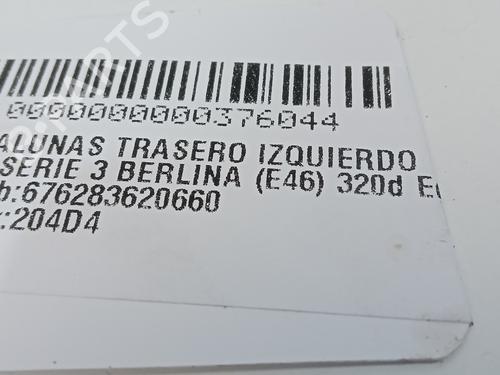 0000000000376044
ALUNAS TRASERO IZQUIERDO
SERIE 3 BERLINA (E46) 320d
b:676283620660
:204D4